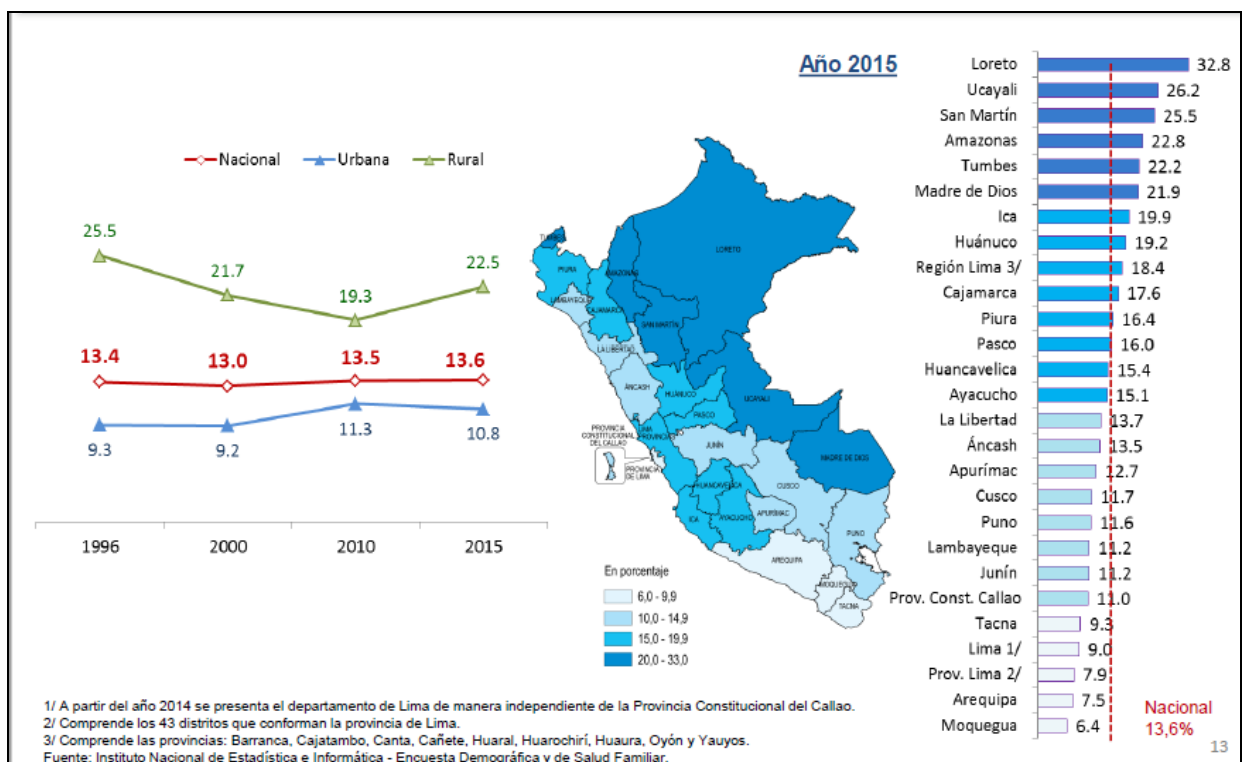 Año 2015
Nacional
Urbana
Rural
25.5
21.7
19.3
22.5
13.4
13.0
13.5
13.6
9.3
9.2
11.3
10.8
1996
2000
2010
2015
TUMBES
PIURA
LORETO
AMAZONAS
LAMBAYEQUE
CAJAMARCA
SAN MARTÍN
LA LIBERTAD
ÁNCASH
HUÁNUCO
UCAYALI
PASCO
LIMA
PROVINCIAS
PROVINCIA
CONSTITUCIONAL
DEL CALLAO
JUNÍN
PROVINCIA
DE LIMA
MADRE DE DIOS
CUSCO
HUANCAVELICA
ICA
AYACUCHO
APURÍMAC
PUNO
AREQUIPA
MOQUEGUA
TACNA
En porcentaje
6,0 - 9,9
10,0 - 14,9
15,0 - 19,9
20,0 - 33,0
Loreto 32.8
Ucayali 26.2
San Martín 25.5
Amazonas 22.8
Tumbes 22.2
Madre de Dios 21.9
Ica 19.9
Huánuco 19.2
Región Lima 3/ 18.4
Cajamarca 17.6
Piura 16.4
Pasco 16.0
Huancavelica 15.4
Ayacucho 15.1
La Libertad 13.7
Áncash 13.5
Apurímac 12.7
Cusco 11.7
Puno 11.6
Lambayeque 11.2
Junín 11.2
Prov. Const. Callao 11.0
Tacna 9.3
Lima 1/ 9.0
Prov. Lima 2/ 7.9
Arequipa 7.5
Moquegua 6.4
Nacional
13,6%
1/ A partir del año 2014 se presenta el departamento de Lima de manera independiente de la Provincia Constitucional del Callao.
2/ Comprende los 43 distritos que conforman la provincia de Lima.
3/ Comprende las provincias: Barranca, Cajatambo, Canta, Cañete, Huaral, Huarochirí, Huaura, Oyón y Yauyos.
Fuente: Instituto Nacional de Estadística e Informática - Encuesta Demográfica y de Salud Familiar.
13